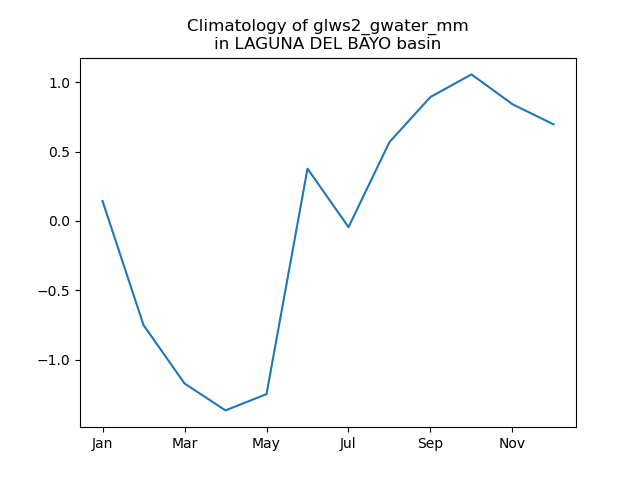 Climatology of glws2_gwater_mm
in LAGUNA DEL BAYO basin
1.0
0.5
0.0
−0.5
−1.0
Jan Mar May Jul Sep Nov